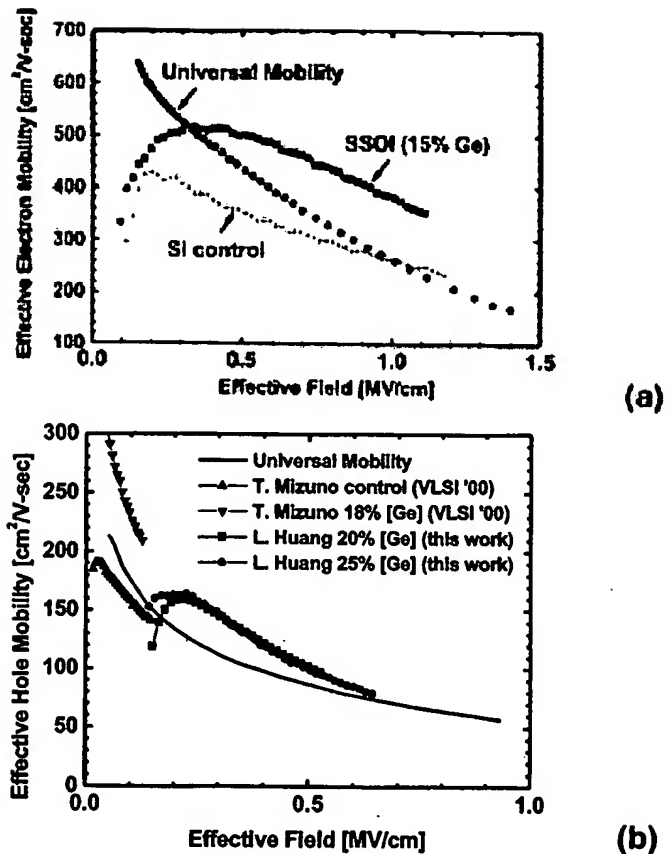 700
600
500
400
300
200
100
0.0
0.5
1.0
1.5
Effective Electron Mobility [cm²/V-sec]
Effective Field [MV/cm]
Universal Mobility
SSOI (15% Ge)
Si control
(a)
300
250
200
150
100
50
0
0.0
0.5
1.0
Effective Hole Mobility [cm²/V-sec]
Effective Field [MV/cm]
Universal Mobility
T. Mizuno control (VLSI '00)
T. Mizuno 18% [Ge] (VLSI '00)
L. Huang 20% [Ge] (this work)
L. Huang 25% [Ge] (this work)
(b)